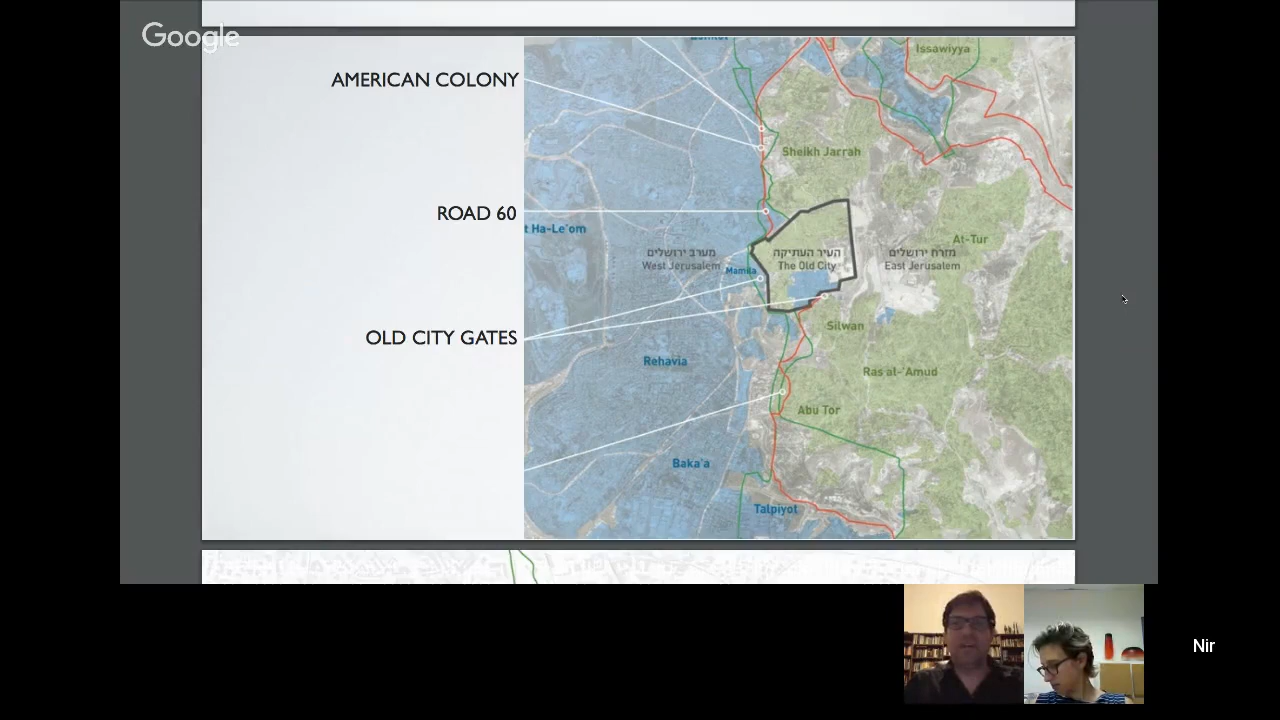 Google
AMERICAN COLONY
ROAD 60
OLD CITY GATES
Issawiyya
Sheikh Jarrah
t Ha-Le'om
מערב ירושלים
West Jerusalem
Mamila
העיר העתיקה
The Old City
מזרח ירושלים
East Jerusalem
At-Tur
Silwan
Rehavia
Ras al-'Amud
Abu Tor
Baka'a
Talpiyot
Nir